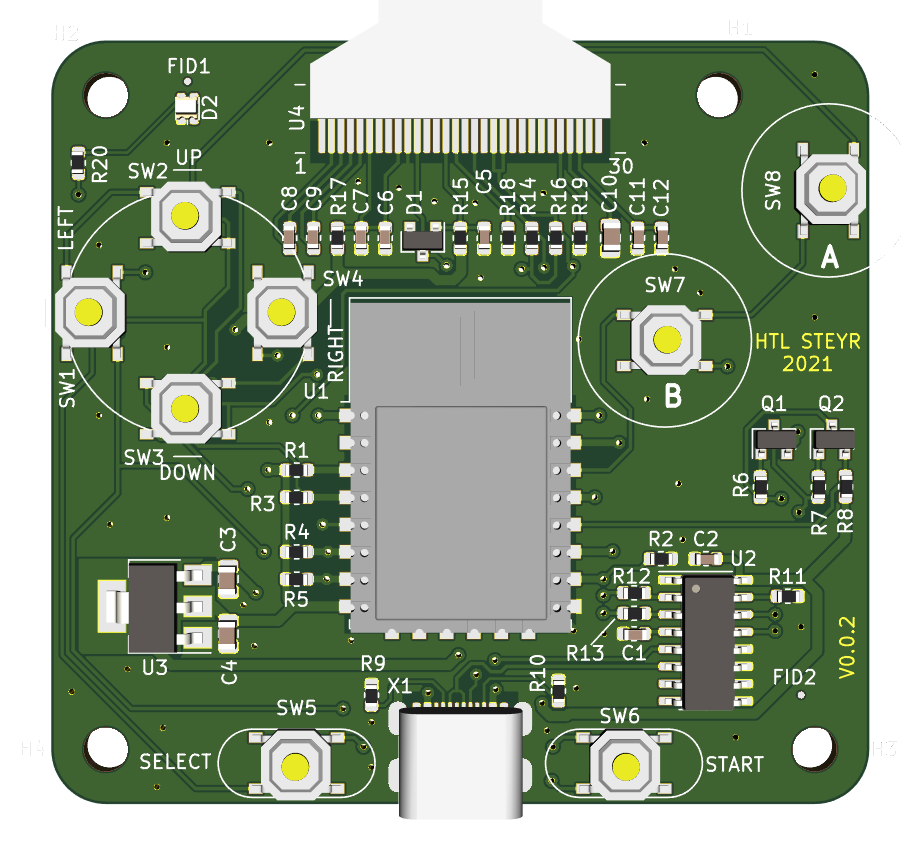 H2
H1
FID1
D2
U4
R20
1
30
SW2
UP
SW8
LEFT
C8
C9
R17
C7
C6
D1
R15
C5
R18
R14
R16
R19
C10
C11
C12
A
SW4
SW7
RIGHT
HTL STEYR
2021
SW1
U1
B
Q1
Q2
SW3
DOWN
R1
R3
R6
R7
R8
R4
C3
R2
C2
U2
R5
R12
R11
C4
U3
R13
C1
V0.0.2
R9
X1
R10
FID2
SW5
SW6
H4
SELECT
START
H3